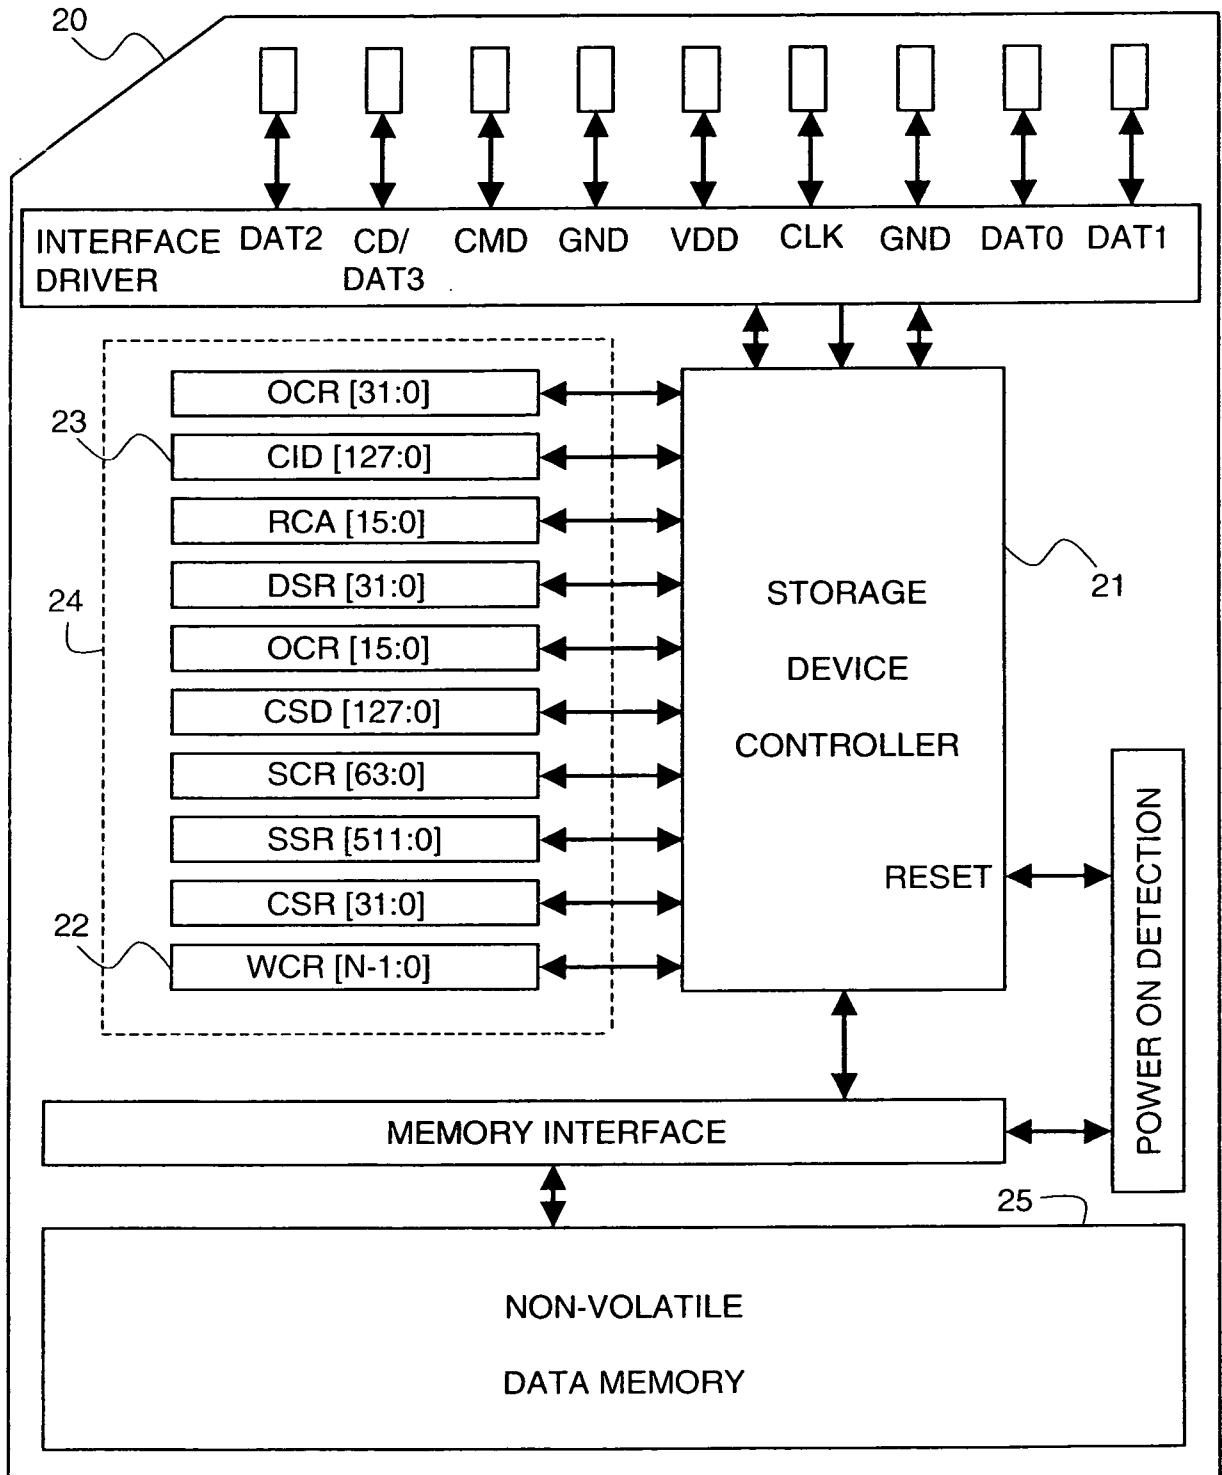 20
INTERFACE DRIVER
DAT2
CD/
DAT3
CMD
GND
VDD
CLK
GND
DAT0
DAT1
OCR [31:0]
23
CID [127:0]
RCA [15:0]
24
DSR [31:0]
OCR [15:0]
CSD [127:0]
SCR [63:0]
SSR [511:0]
CSR [31:0]
22
WCR [N-1:0]
STORAGE
DEVICE
CONTROLLER
21
RESET
POWER ON DETECTION
MEMORY INTERFACE
25
NON-VOLATILE
DATA MEMORY